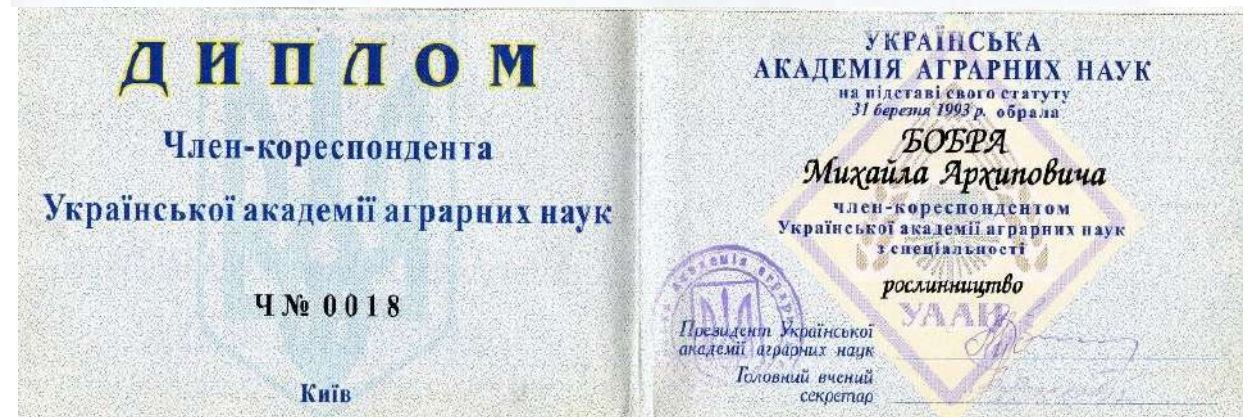 ДИПЛОМ
Член-кореспондента
Української академії аграрних наук
Ч № 0018
Київ
УКРАЇНСЬКА
АКАДЕМІЯ АГРАРНИХ НАУК
на підставі свого статуту
31 березня 1993 р. обрала
БОБРА
Михайла Архиповича
член-кореспондентом
Української академії аграрних наук
з спеціальності
рослинництво
УААН
Президент Української
академії аграрних наук
Головний вчений
секретар